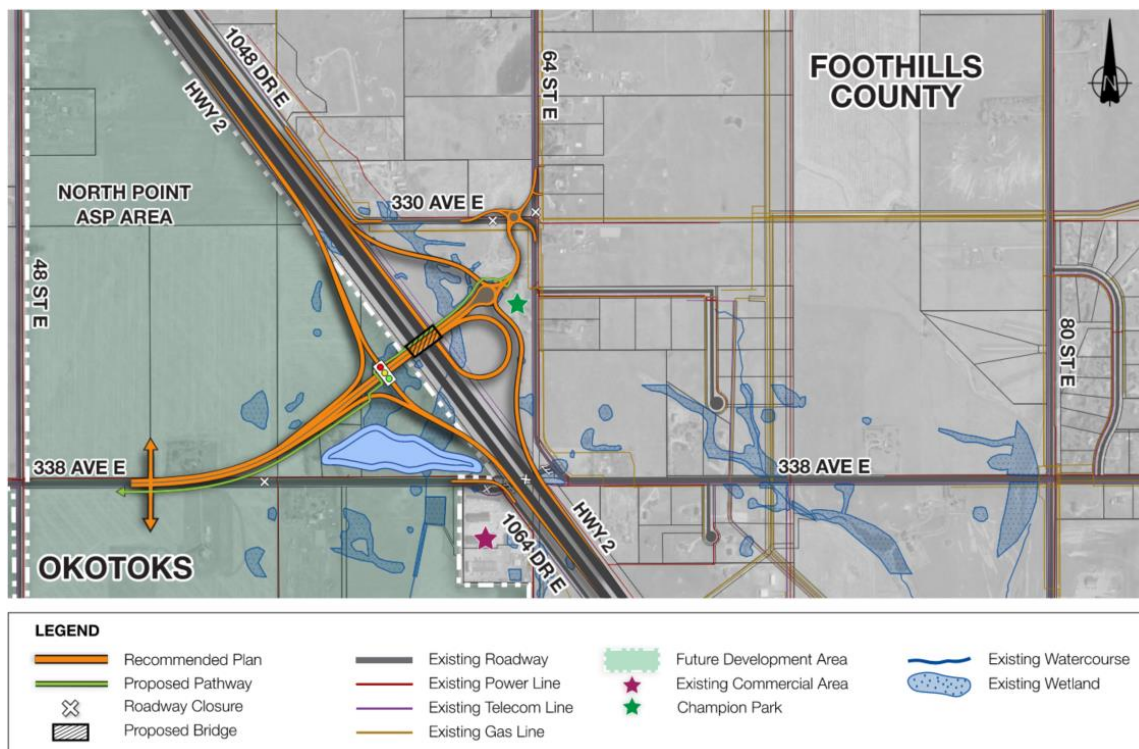 1048 DR E
HWY 2
64 ST E
FOOTHILLS
COUNTY
N
NORTH POINT
ASP AREA
330 AVE E
48 ST E
80 ST E
338 AVE E
338 AVE E
HWY 2
1064 DR E
OKOTOKS
LEGEND
Recommended Plan
Proposed Pathway
Roadway Closure
Proposed Bridge
Existing Roadway
Existing Power Line
Existing Telecom Line
Existing Gas Line
Future Development Area
Existing Commercial Area
Champion Park
Existing Watercourse
Existing Wetland